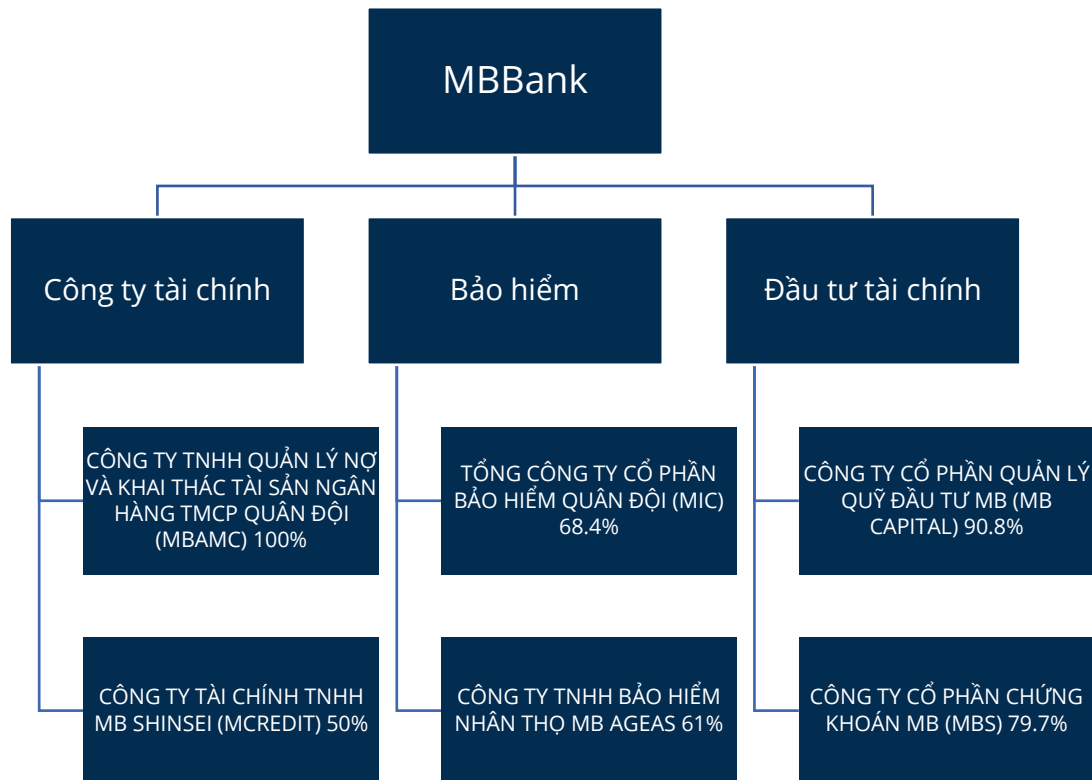 MBBank
Công ty tài chính
Bảo hiểm
Đầu tư tài chính
CÔNG TY TNHH QUẢN LÝ NỢ
VÀ KHAI THÁC TÀI SẢN NGÂN
HÀNG TMCP QUÂN ĐỘI
(MBAMC) 100%
TỔNG CÔNG TY CỔ PHẦN
BẢO HIỂM QUÂN ĐỘI (MIC)
68.4%
CÔNG TY CỔ PHẦN QUẢN LÝ
QUỸ ĐẦU TƯ MB (MB
CAPITAL) 90.8%
CÔNG TY TÀI CHÍNH TNHH
MB SHINSEI (MCREDIT) 50%
CÔNG TY TNHH BẢO HIỂM
NHÂN THỌ MB AGEAS 61%
CÔNG TY CỔ PHẦN CHỨNG
KHOÁN MB (MBS) 79.7%